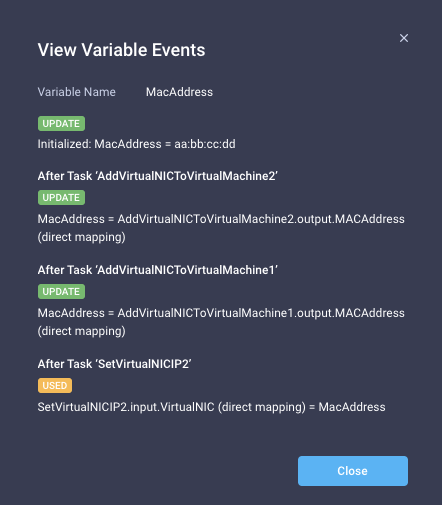 View Variable Events
Variable Name MacAddress
UPDATE
Initialized: MacAddress = aa:bb:cc:dd
After Task ‘AddVirtualNICToVirtualMachine2’
UPDATE
MacAddress = AddVirtualNICToVirtualMachine2.output.MACAddress
(direct mapping)
After Task ‘AddVirtualNICToVirtualMachine1’
UPDATE
MacAddress = AddVirtualNICToVirtualMachine1.output.MACAddress
(direct mapping)
After Task ‘SetVirtualNICIP2’
USED
SetVirtualNICIP2.input.VirtualNIC (direct mapping) = MacAddress
Close